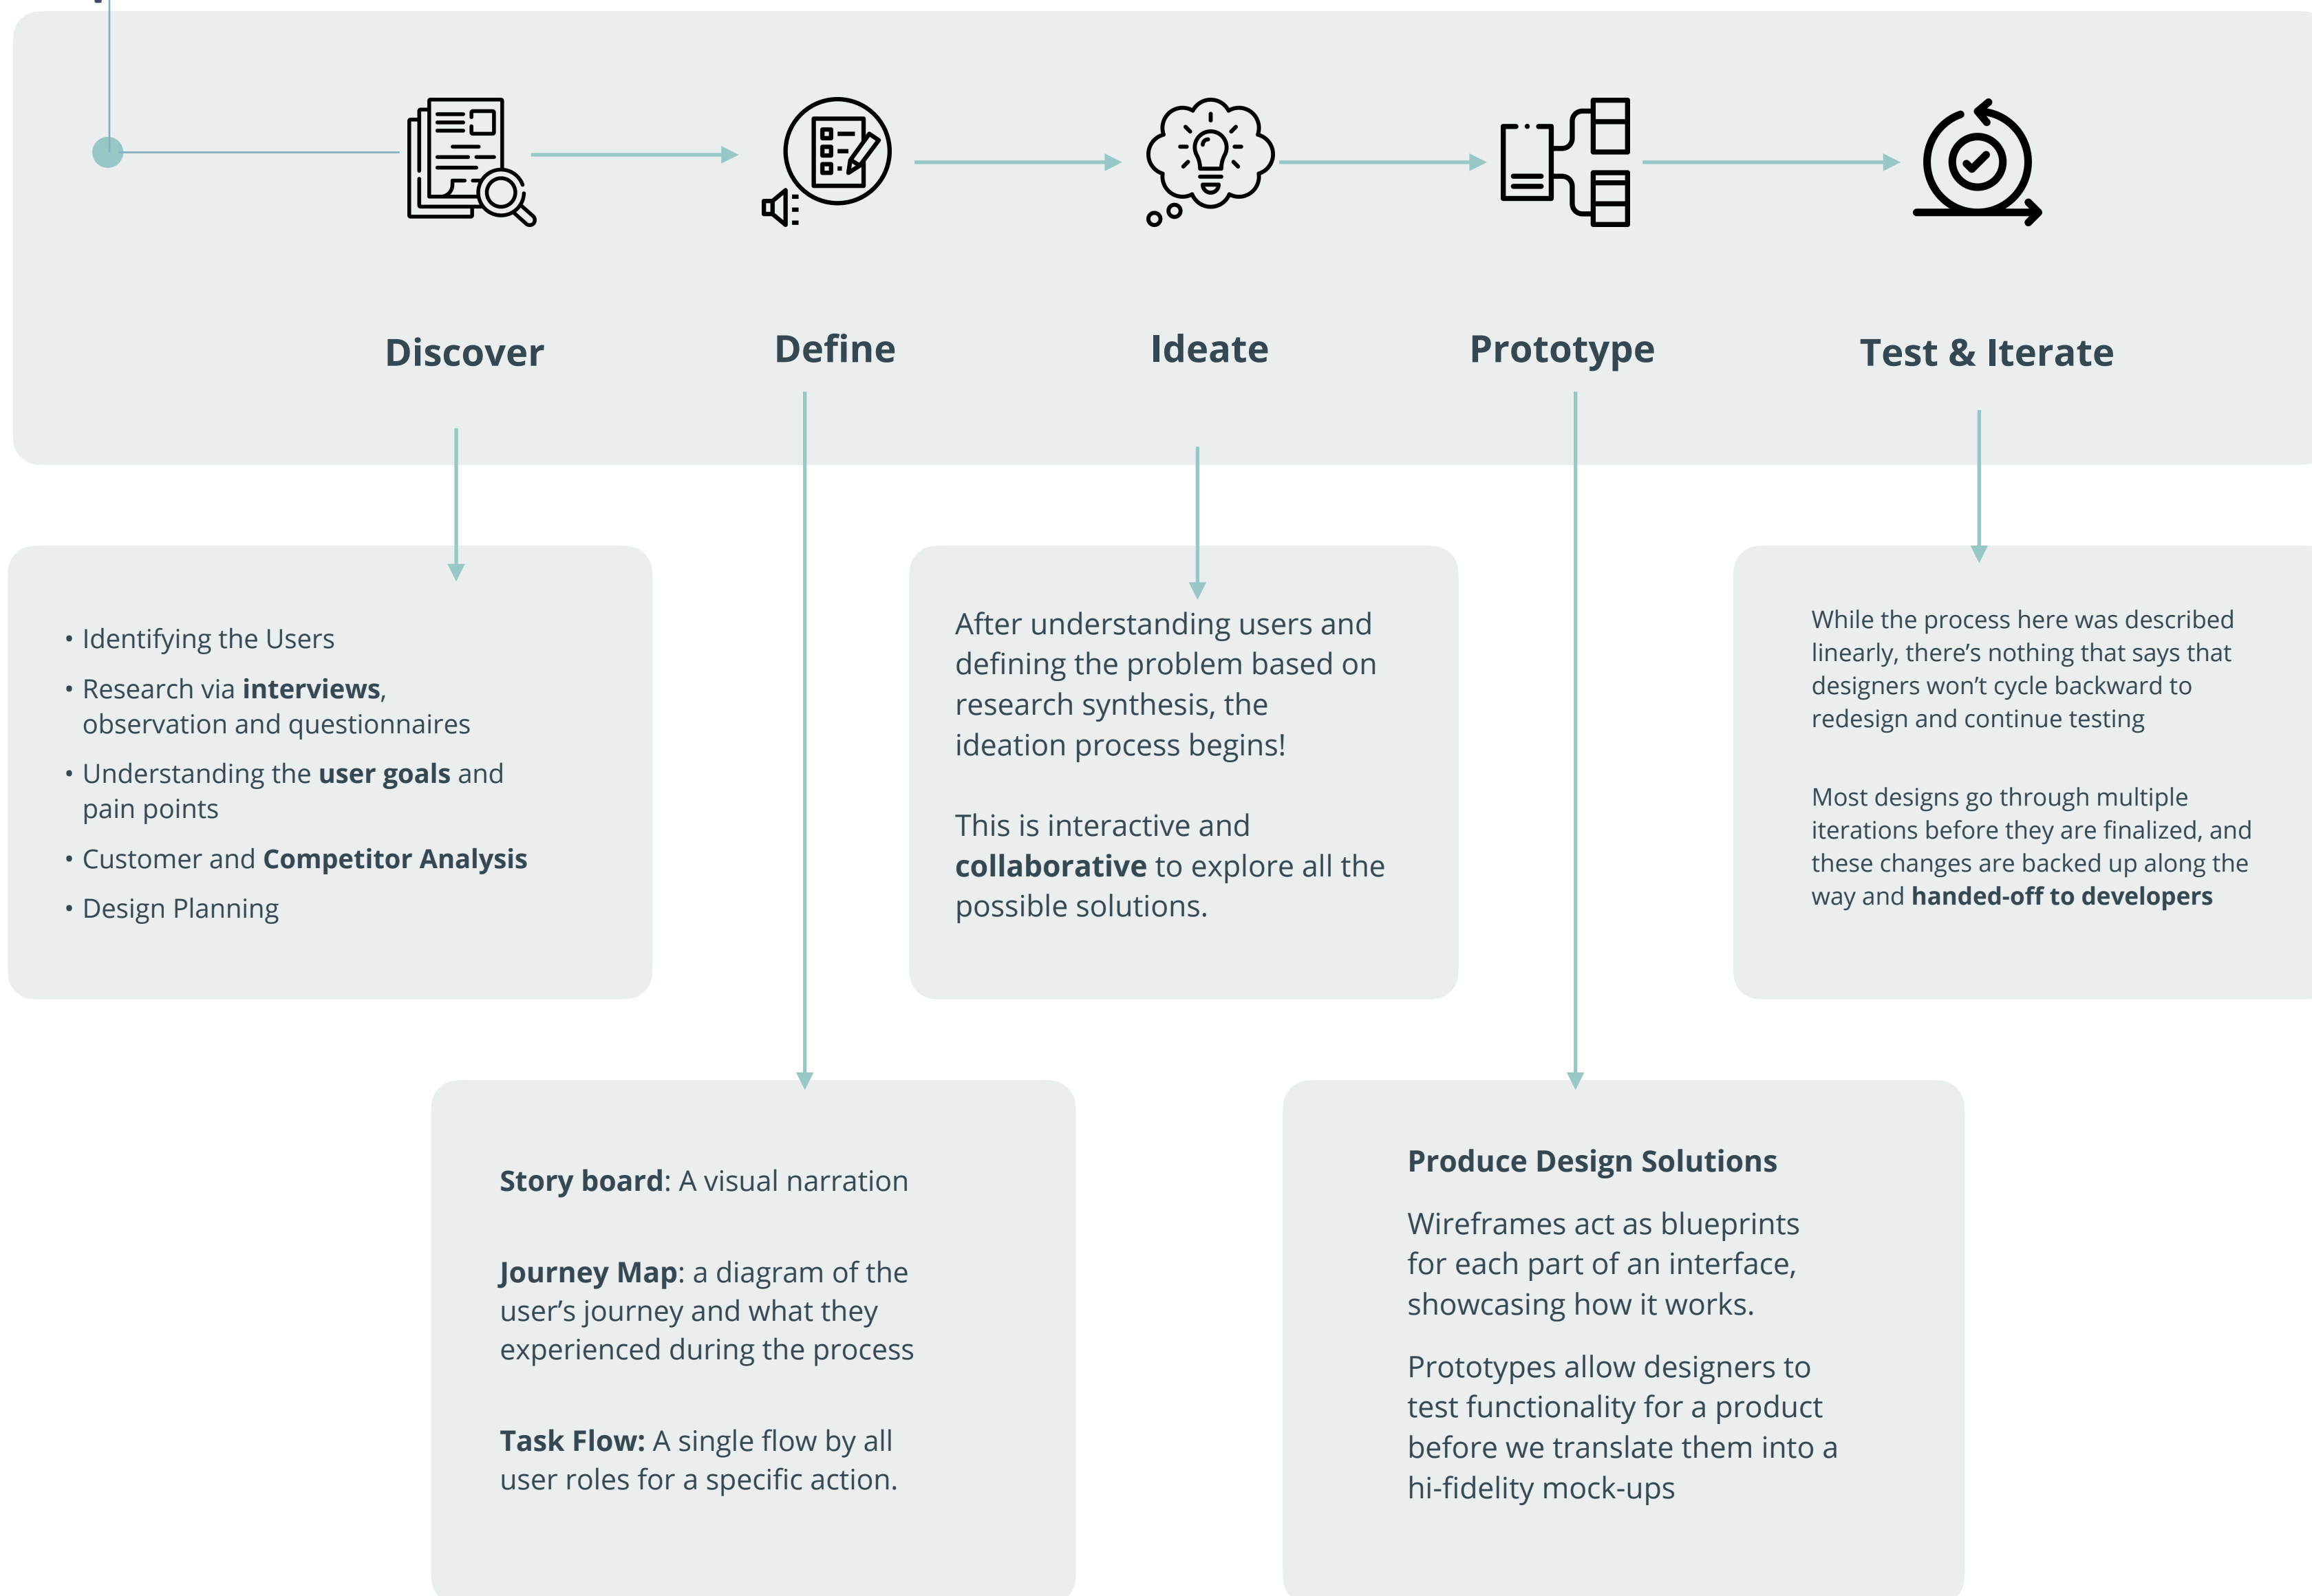 Discover
Define
Ideate
Prototype
Test & Iterate
• Identifying the Users
• Research via interviews,
observation and questionnaires
• Understanding the user goals and
pain points
• Customer and Competitor Analysis
• Design Planning
After understanding users and
defining the problem based on
research synthesis, the
ideation process begins!
This is interactive and
collaborative to explore all the
possible solutions.
While the process here was described
linearly, there’s nothing that says that
designers won’t cycle backward to
redesign and continue testing
Most designs go through multiple
iterations before they are finalized, and
these changes are backed up along the
way and handed-off to developers
Story board: A visual narration
Journey Map: a diagram of the
user’s journey and what they
experienced during the process
Task Flow: A single flow by all
user roles for a specific action.
Produce Design Solutions
Wireframes act as blueprints
for each part of an interface,
showcasing how it works.
Prototypes allow designers to
test functionality for a product
before we translate them into a
hi-fidelity mock-ups